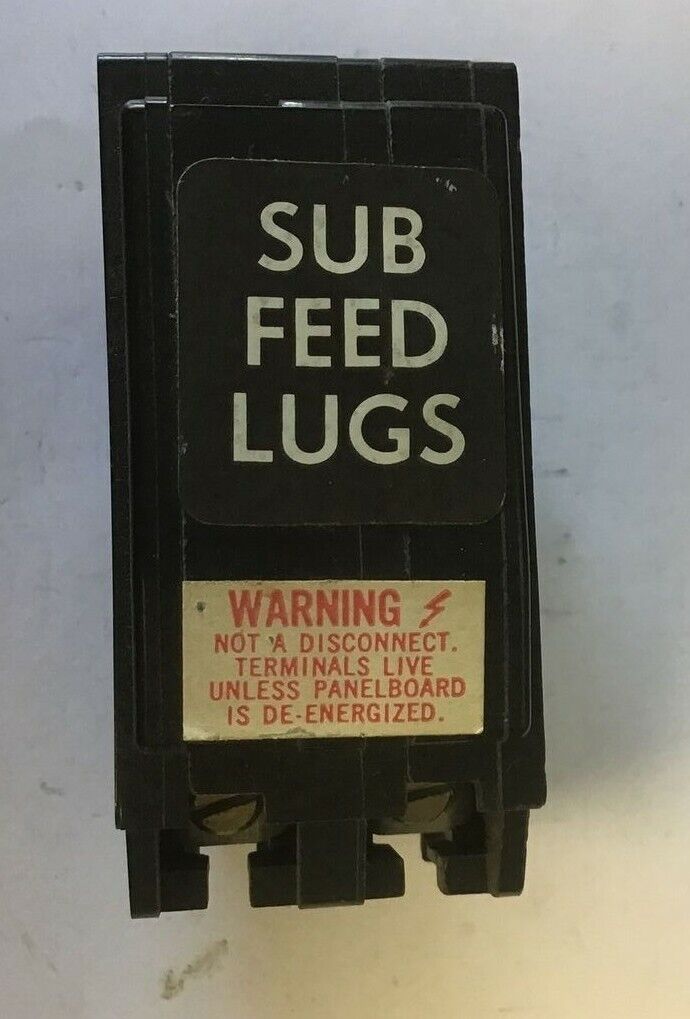 SUB
FEED
LUGS
WARNING
NOT A DISCONNECT.
TERMINALS LIVE
UNLESS PANELBOARD
IS DE-ENERGIZED.